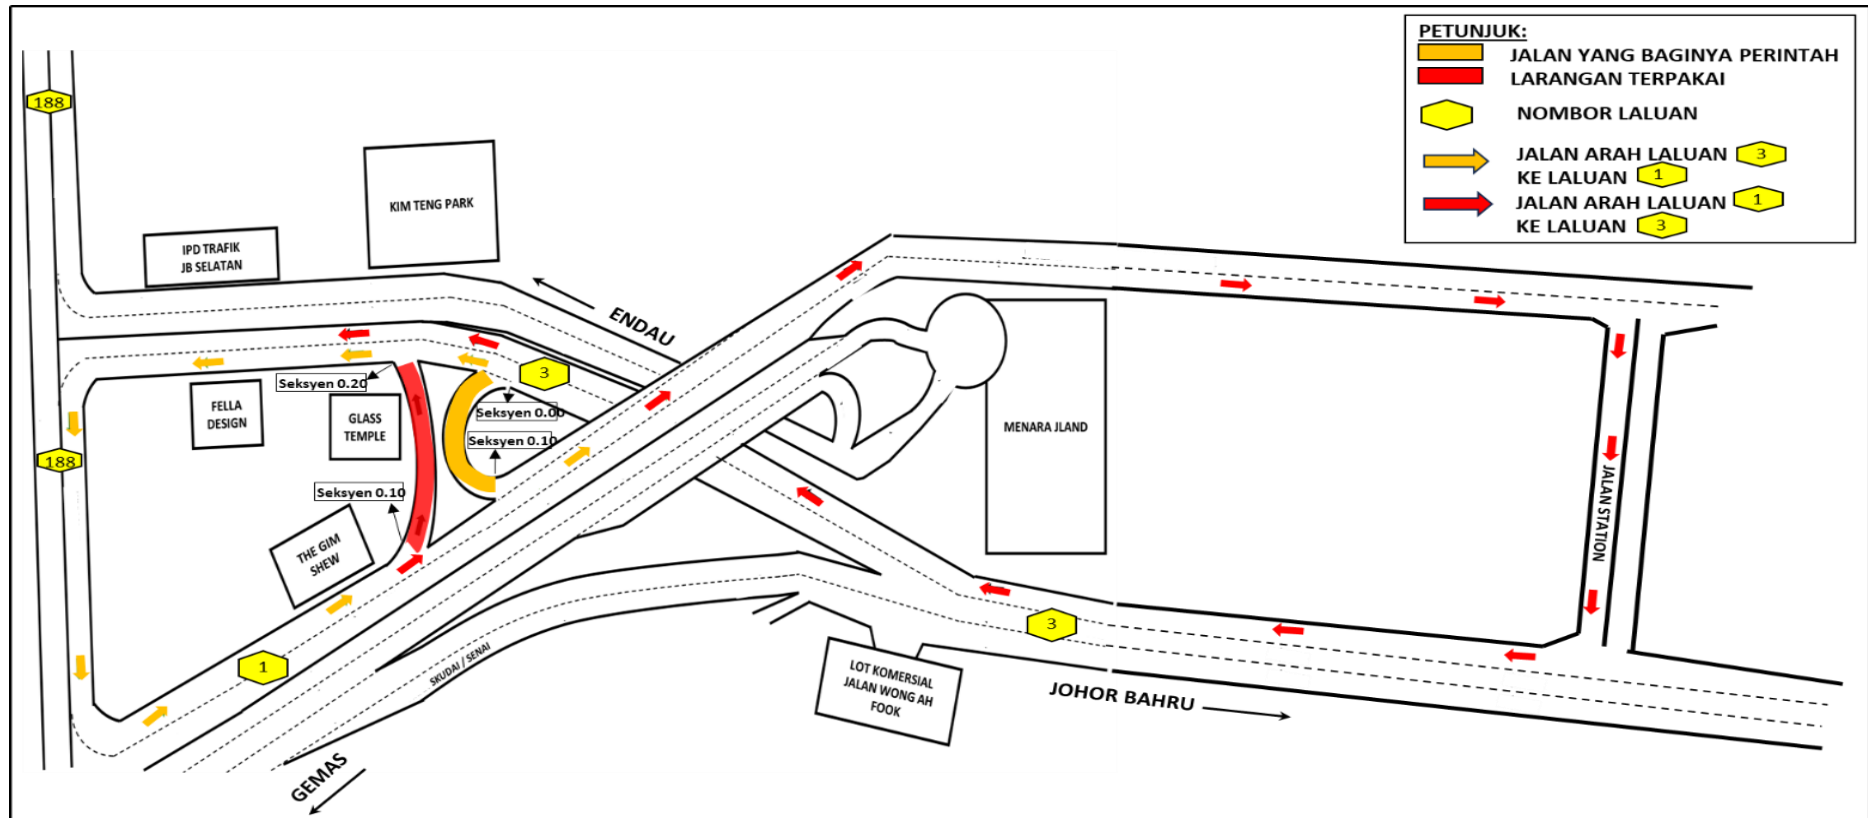 PETUNJUK:
JALAN YANG BAGINYA PERINTAH
LARANGAN TERPAKAI
NOMBOR LALUAN
JALAN ARAH LALUAN 3
KE LALUAN 1
JALAN ARAH LALUAN 1
KE LALUAN 3
188
KIM TENG PARK
IPD TRAFIK
JB SELATAN
ENDAU
3
Seksyen 0.20
FELLA
DESIGN
GLASS
TEMPLE
Seksyen 0.00
Seksyen 0.10
MENARA JLAND
188
Seksyen 0.10
JALAN STATION
THE GIM
SHEW
3
1
SKUDAI / SENAI
LOT KOMERSIAL
JALAN WONG AH
FOOK
JOHOR BAHRU
GEMAS